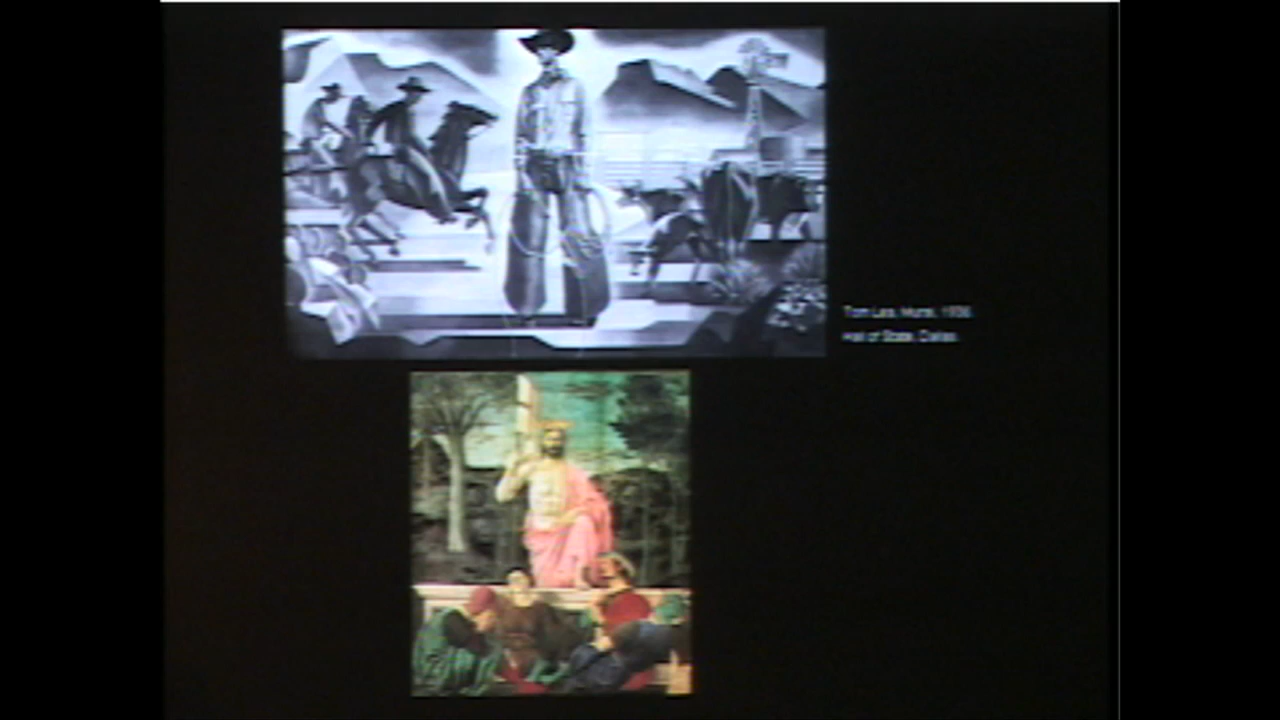 Tom Lea, Mural, 1936
Hall of State, Dallas